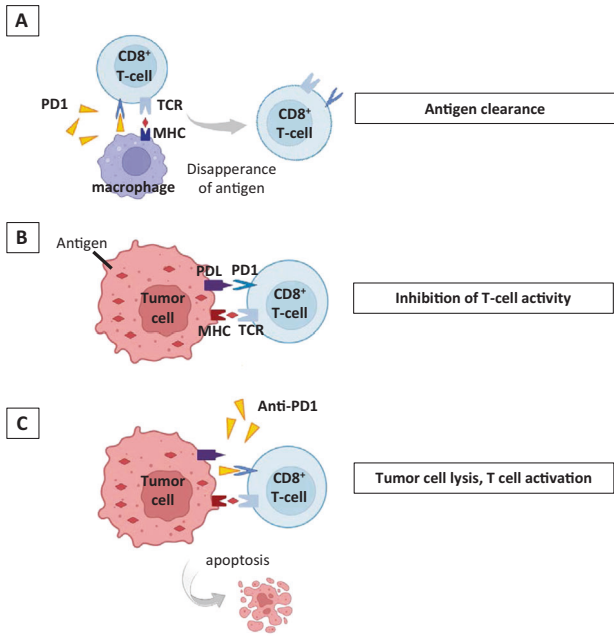 A
CD8⁺
T-cell
PD1
TCR
MHC
macrophage
Disapperance
of antigen
CD8⁺
T-cell
Antigen clearance
B
Antigen
PDL
PD1
Tumor
cell
CD8⁺
T-cell
MHC
TCR
Inhibition of T-cell activity
C
Anti-PD1
Tumor
cell
CD8⁺
T-cell
Tumor cell lysis, T cell activation
apoptosis